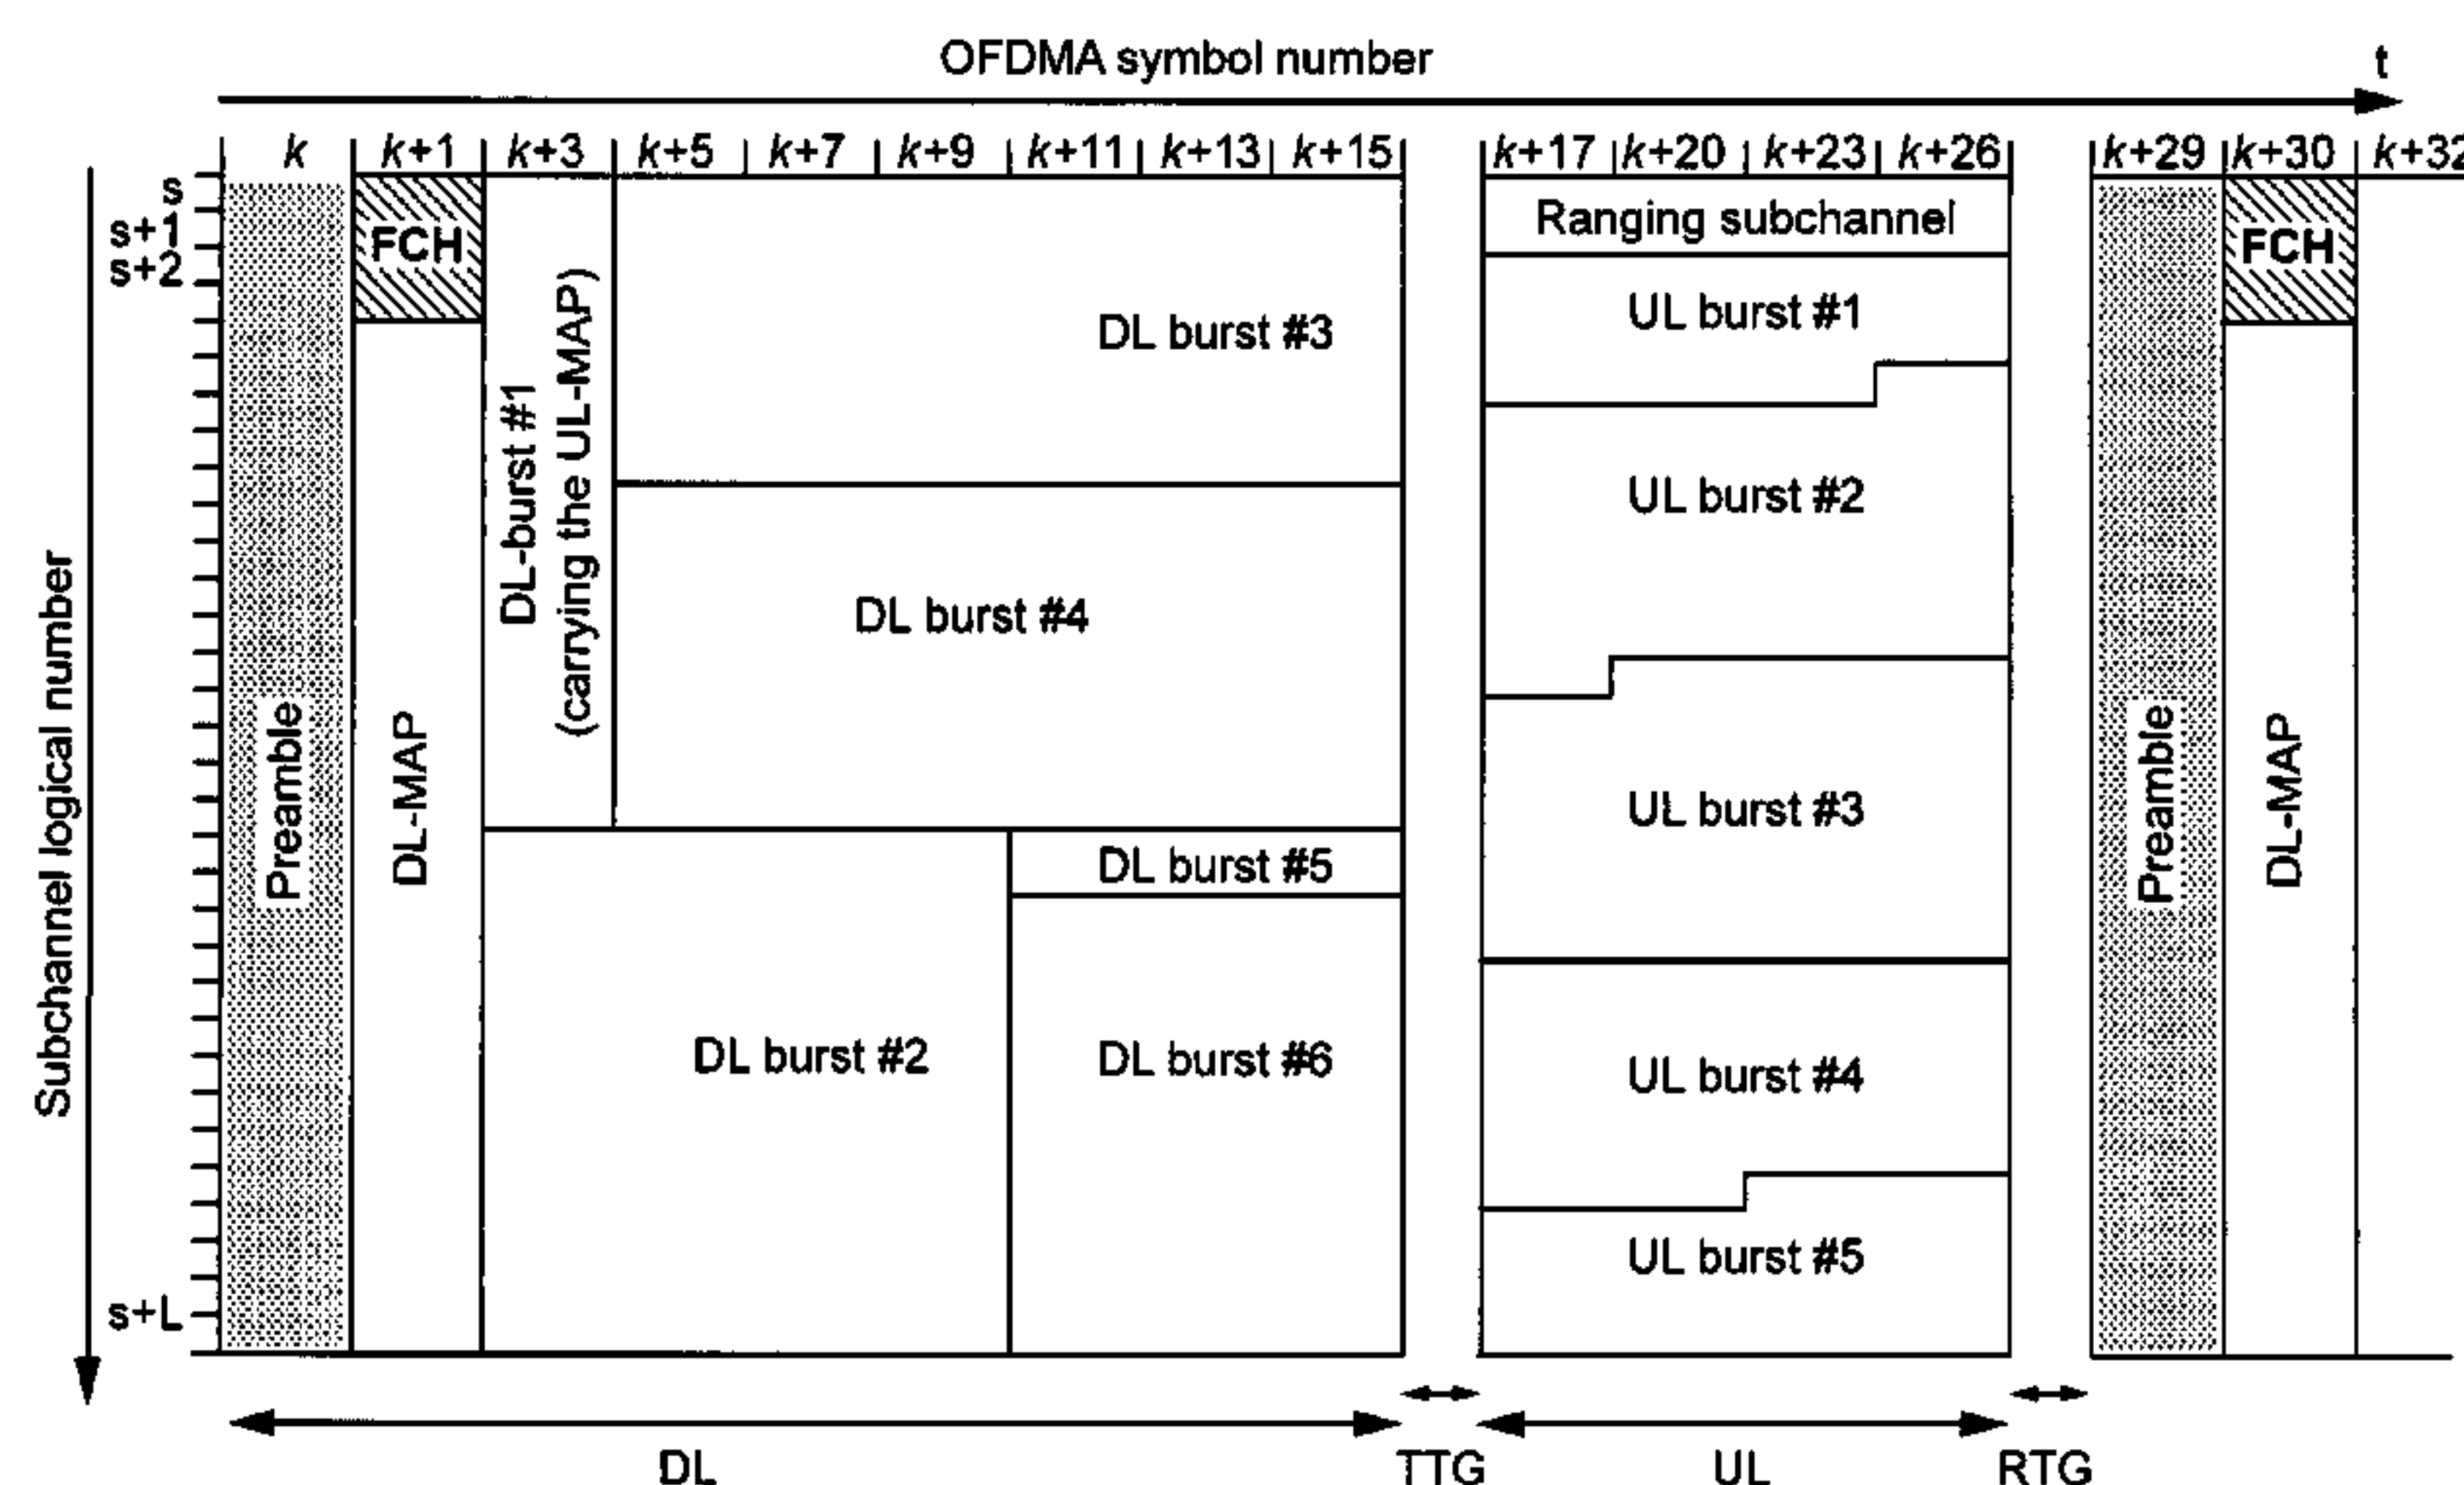 OFDMA symbol number
t
k
k+1
k+3
k+5
k+7
k+9
k+11
k+13
k+15
k+17
k+20
k+23
k+26
k+29
k+30
k+32
s
s+1
s+2
s+L
Subchannel logical number
Preamble
FCH
DL-MAP
DL-burst #1
(carrying the UL-MAP)
DL burst #3
DL burst #4
DL burst #5
DL burst #2
DL burst #6
Ranging subchannel
UL burst #1
UL burst #2
UL burst #3
UL burst #4
UL burst #5
Preamble
FCH
DL-MAP
DL
TTG
UL
RTG